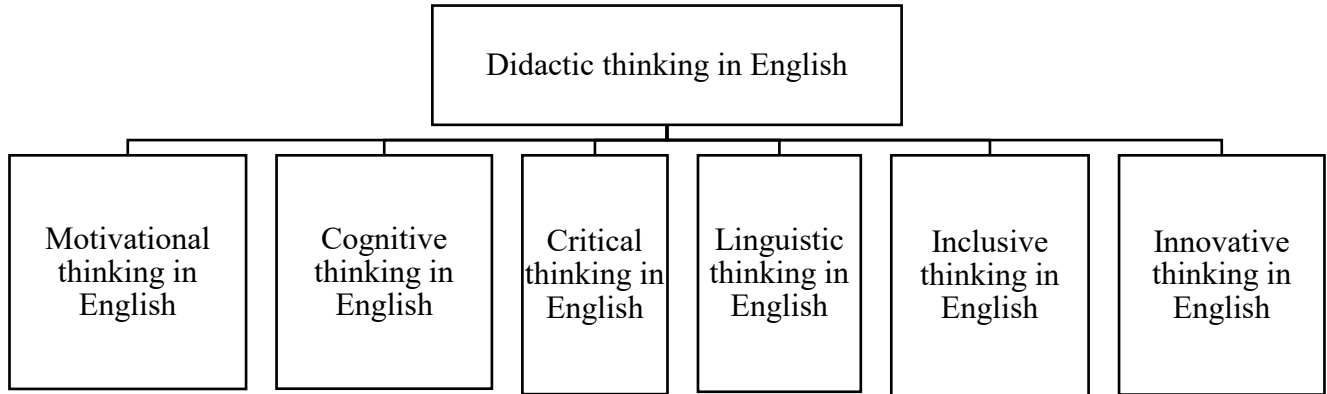 Didactic thinking in English
Motivational
thinking in
English
Cognitive
thinking in
English
Critical
thinking in
English
Linguistic
thinking in
English
Inclusive
thinking in
English
Innovative
thinking in
English